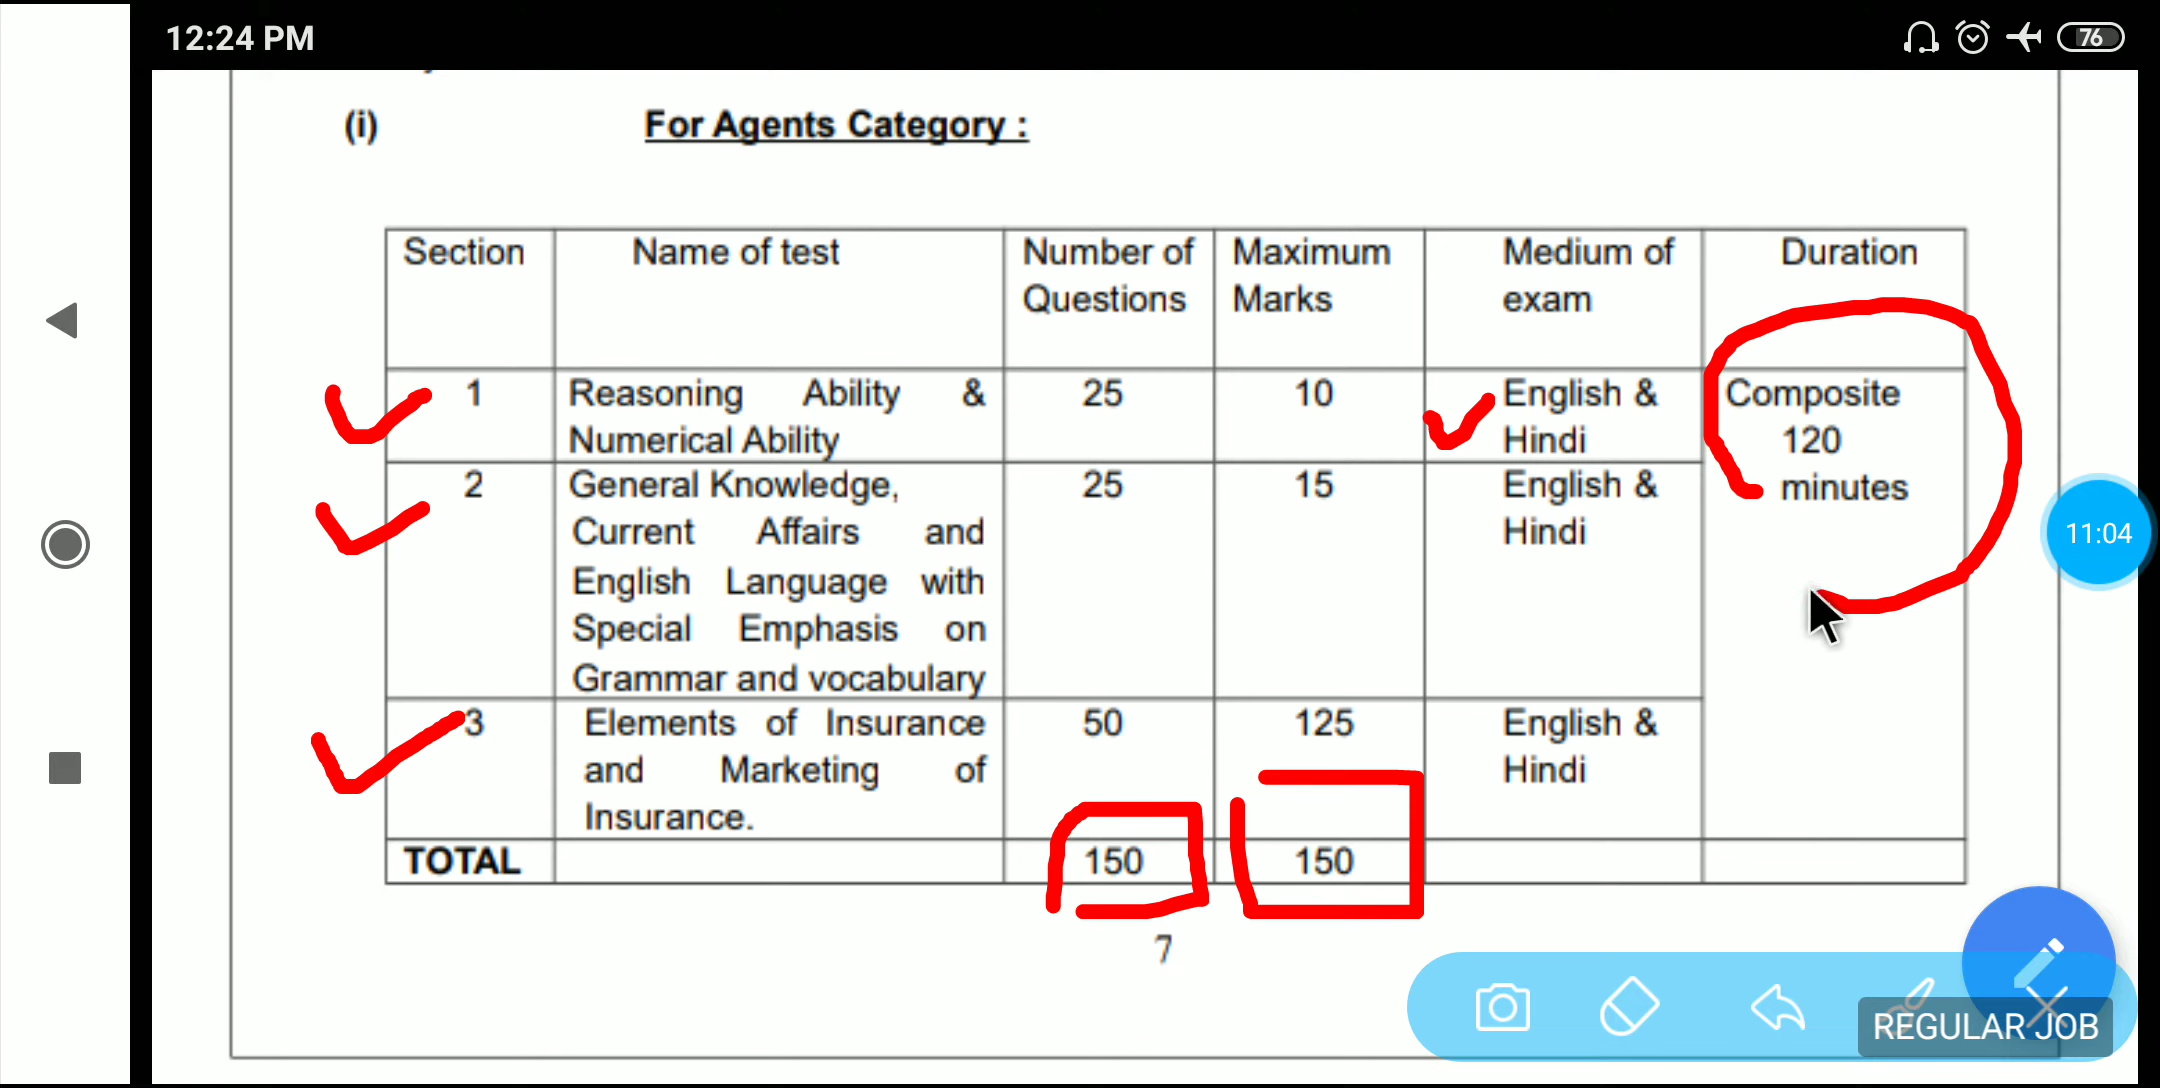 12:24 PM
76
(i) For Agents Category :
Section Name of test Number of Questions Maximum Marks Medium of exam Duration
1 Reasoning Ability & Numerical Ability 25 10 English & Hindi Composite 120 minutes
2 General Knowledge, Current Affairs and English Language with Special Emphasis on Grammar and vocabulary 25 15 English & Hindi
3 Elements of Insurance and Marketing of Insurance. 50 125 English & Hindi
TOTAL 150 150
7
11:04
REGULAR JOB